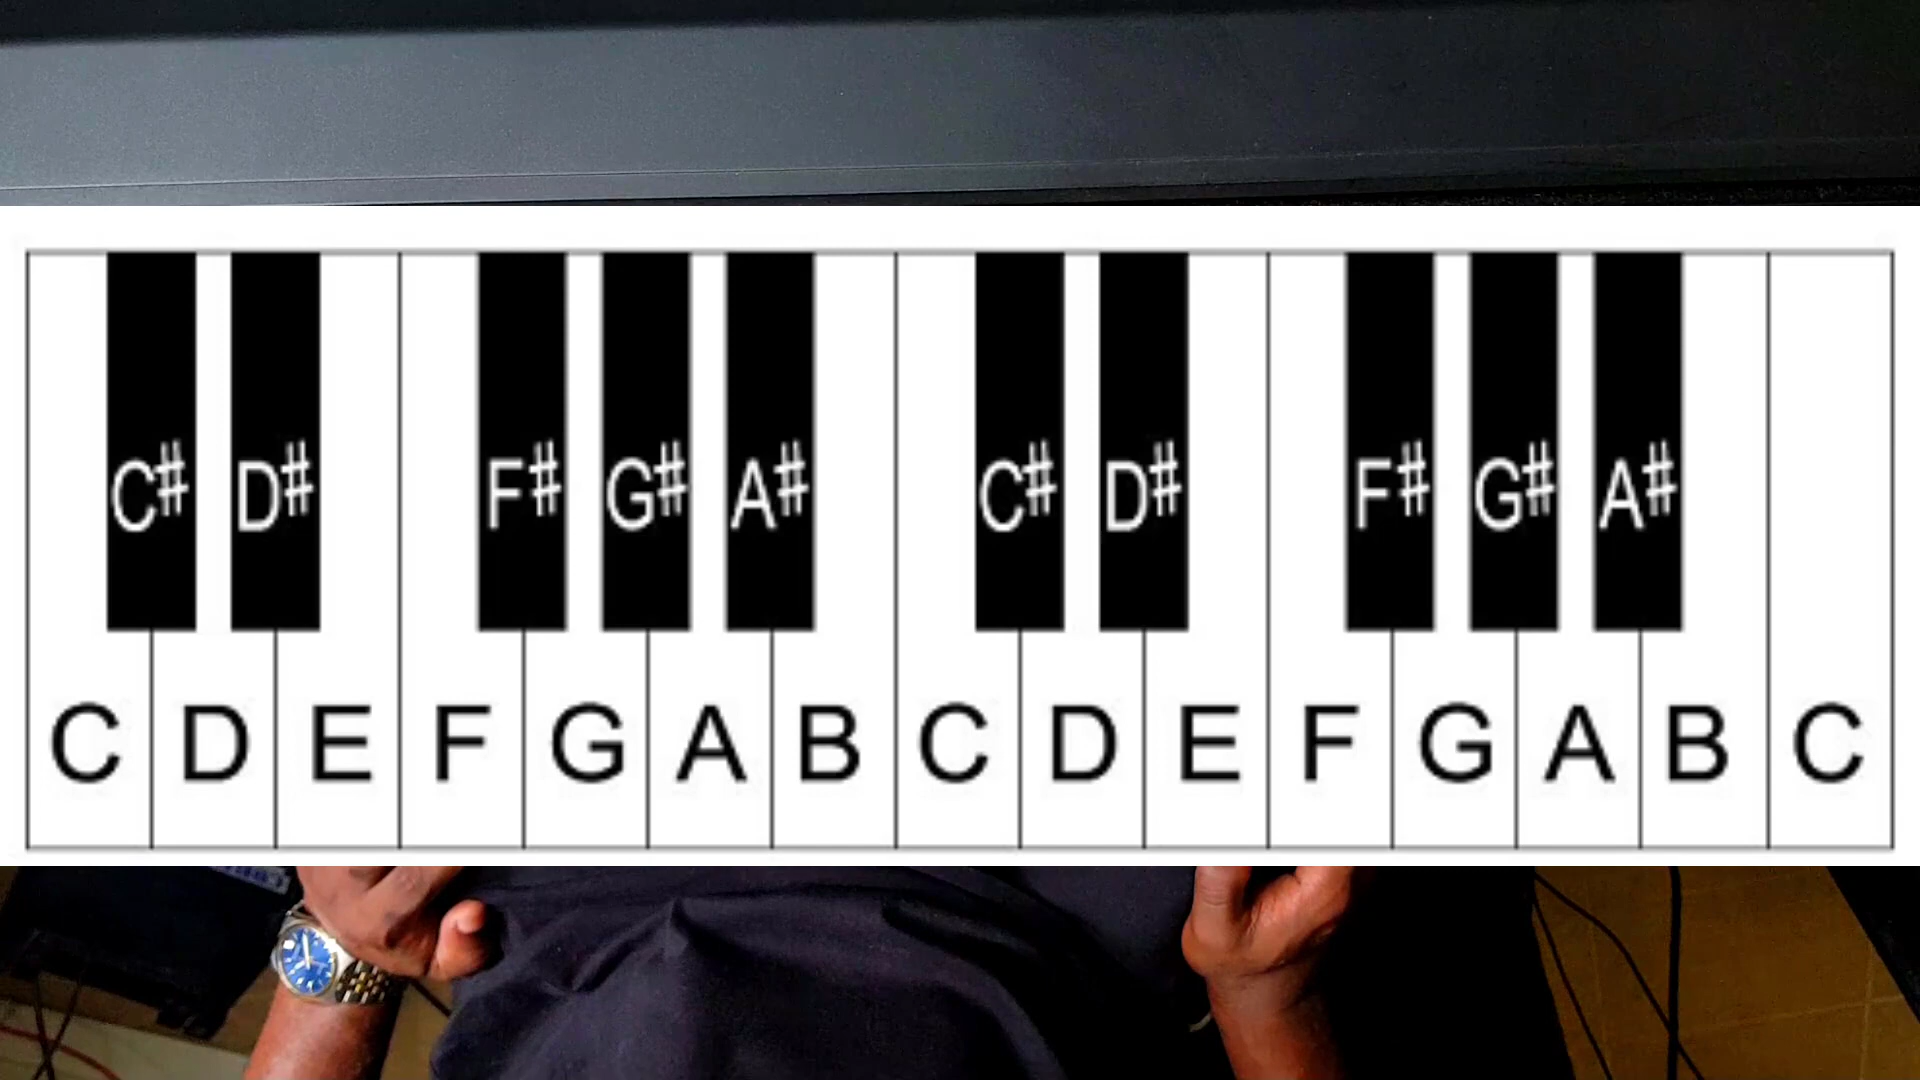 C# D# F# G# A# C# D# F# G# A#
C D E F G A B C D E F G A B C